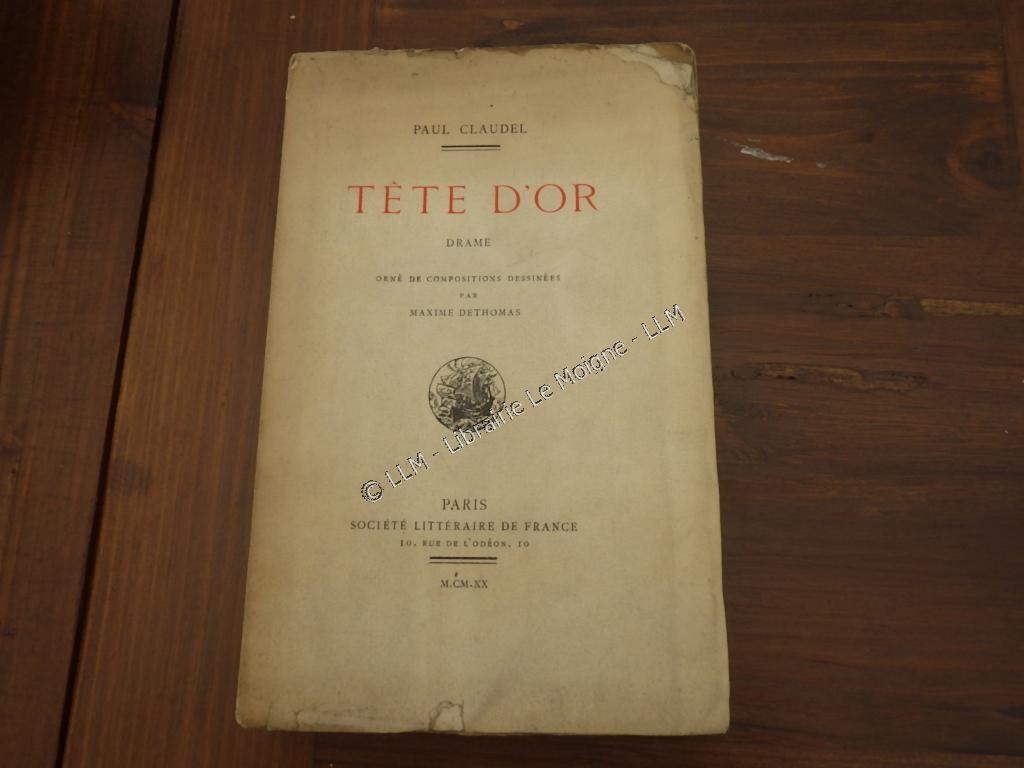 PAUL CLAUDEL
TÈTE D'OR
DRAME
ORNÉ DE COMPOSITIONS DESSINÉES
PAR
MAXIME DETHOMAS
© LLM - Librairie Le Moigne - LLM
PARIS
SOCIÉTÉ LITTÉRAIRE DE FRANCE
10, RUE DE L'ODÉON, 10
M.CM.XX